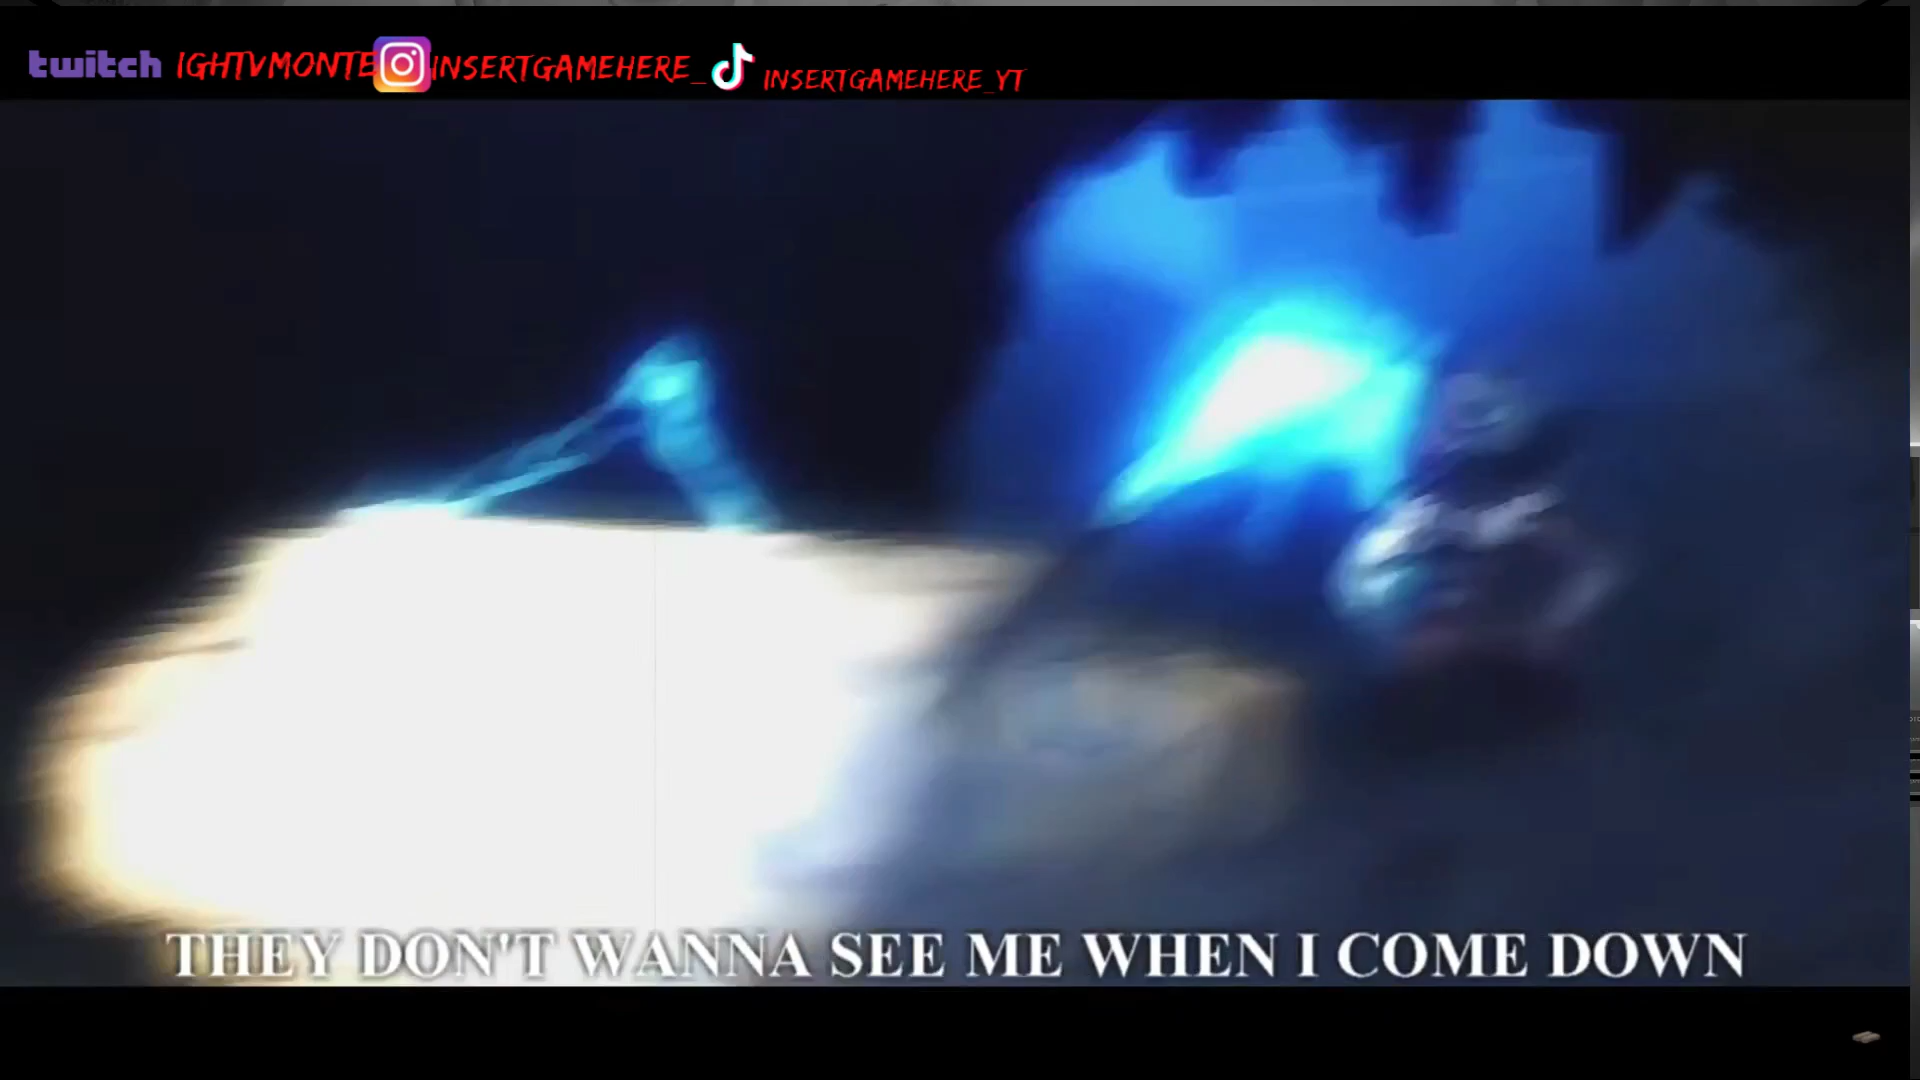 twitch IGHTVMONTE INSERTGAMEHERE_ INSERTGAMEHERE_YT
THEY DON'T WANNA SEE ME WHEN I COME DOWN